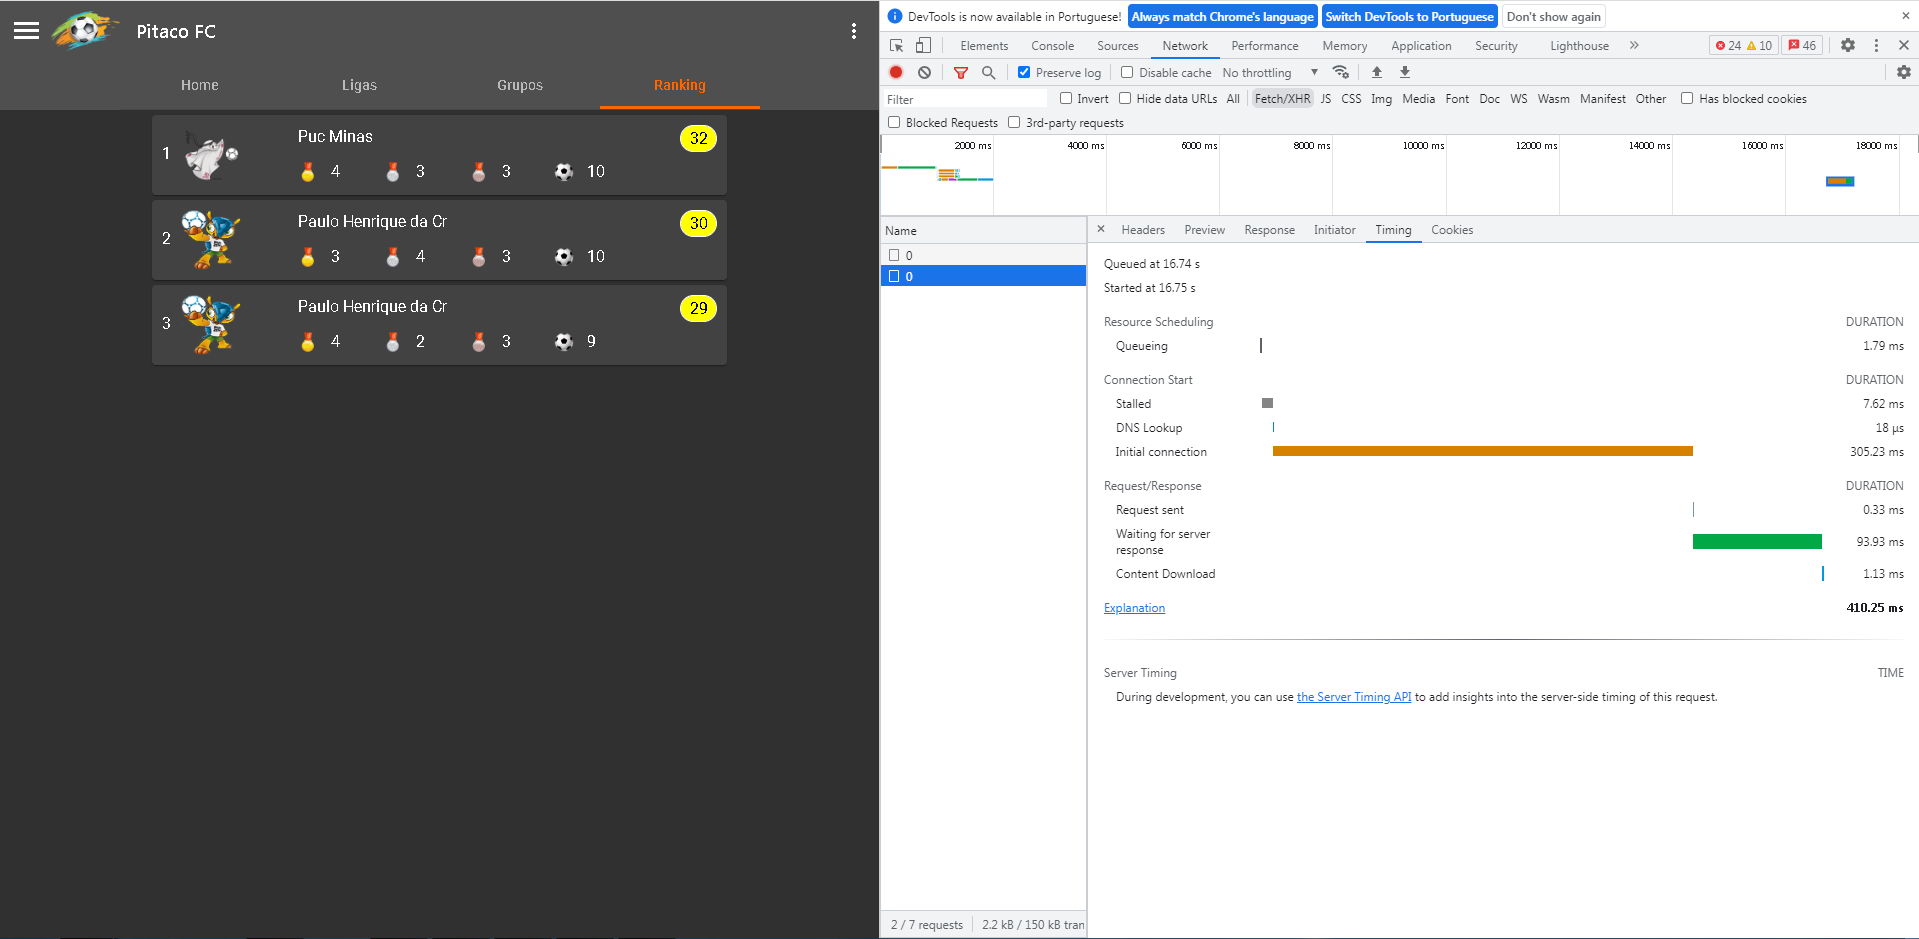 Pitaco FC
Home Ligas Grupos Ranking
1 Puc Minas 32
4 3 3 10
2 Paulo Henrique da Cr 30
3 4 3 10
3 Paulo Henrique da Cr 29
4 2 3 9
DevTools is now available in Portuguese! Always match Chrome's language Switch DevTools to Portuguese Don't show again ×
Elements Console Sources Network Performance Memory Application Security Lighthouse » 24 10 46
Preserve log Disable cache No throttling
Filter Invert Hide data URLs All Fetch/XHR JS CSS Img Media Font Doc WS Wasm Manifest Other Has blocked cookies
Blocked Requests 3rd-party requests
2000 ms 4000 ms 6000 ms 8000 ms 10000 ms 12000 ms 14000 ms 16000 ms 18000 ms
Name
0
0
2 / 7 requests 2.2 kB / 150 kB tran
× Headers Preview Response Initiator Timing Cookies
Queued at 16.74 s
Started at 16.75 s
Resource Scheduling DURATION
Queueing 1.79 ms
Connection Start DURATION
Stalled 7.62 ms
DNS Lookup 18 μs
Initial connection 305.23 ms
Request/Response DURATION
Request sent 0.33 ms
Waiting for server
response 93.93 ms
Content Download 1.13 ms
Explanation 410.25 ms
Server Timing TIME
During development, you can use the Server Timing API to add insights into the server-side timing of this request.